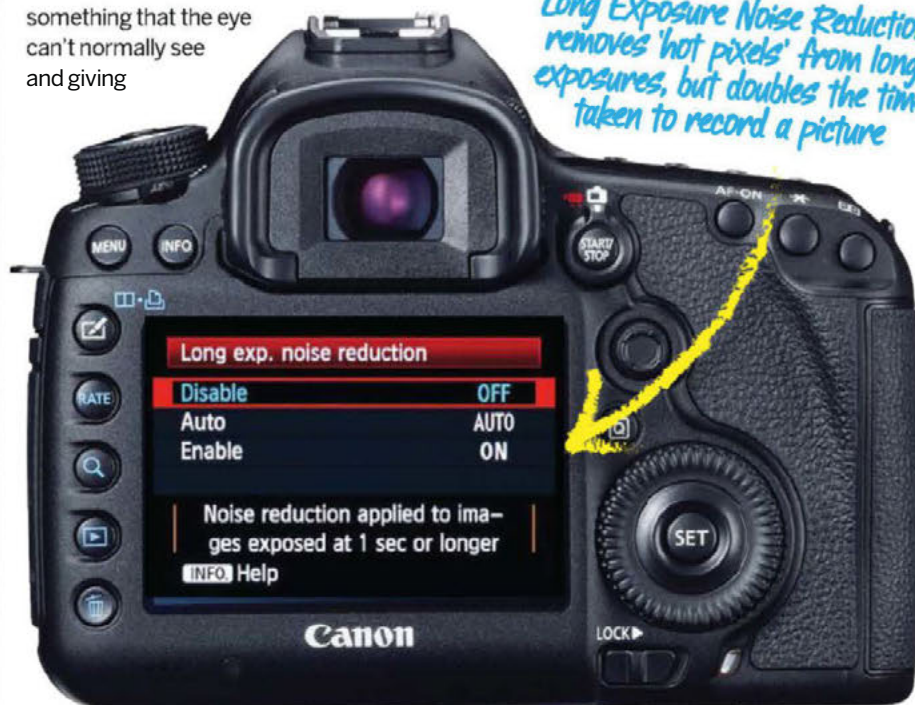 something that the eye
can't normally see
and giving
Long Exposure Noise Reduction
removes 'hot pixels' from long
exposures, but doubles the time
taken to record a picture
AF-ON
MENU
INFO
START/
STOP
RATE
Long exp. noise reduction
Disable OFF
Auto AUTO
Enable ON
Noise reduction applied to ima-
ges exposed at 1 sec or longer
INFO. Help
Q
SET
Canon
LOCK